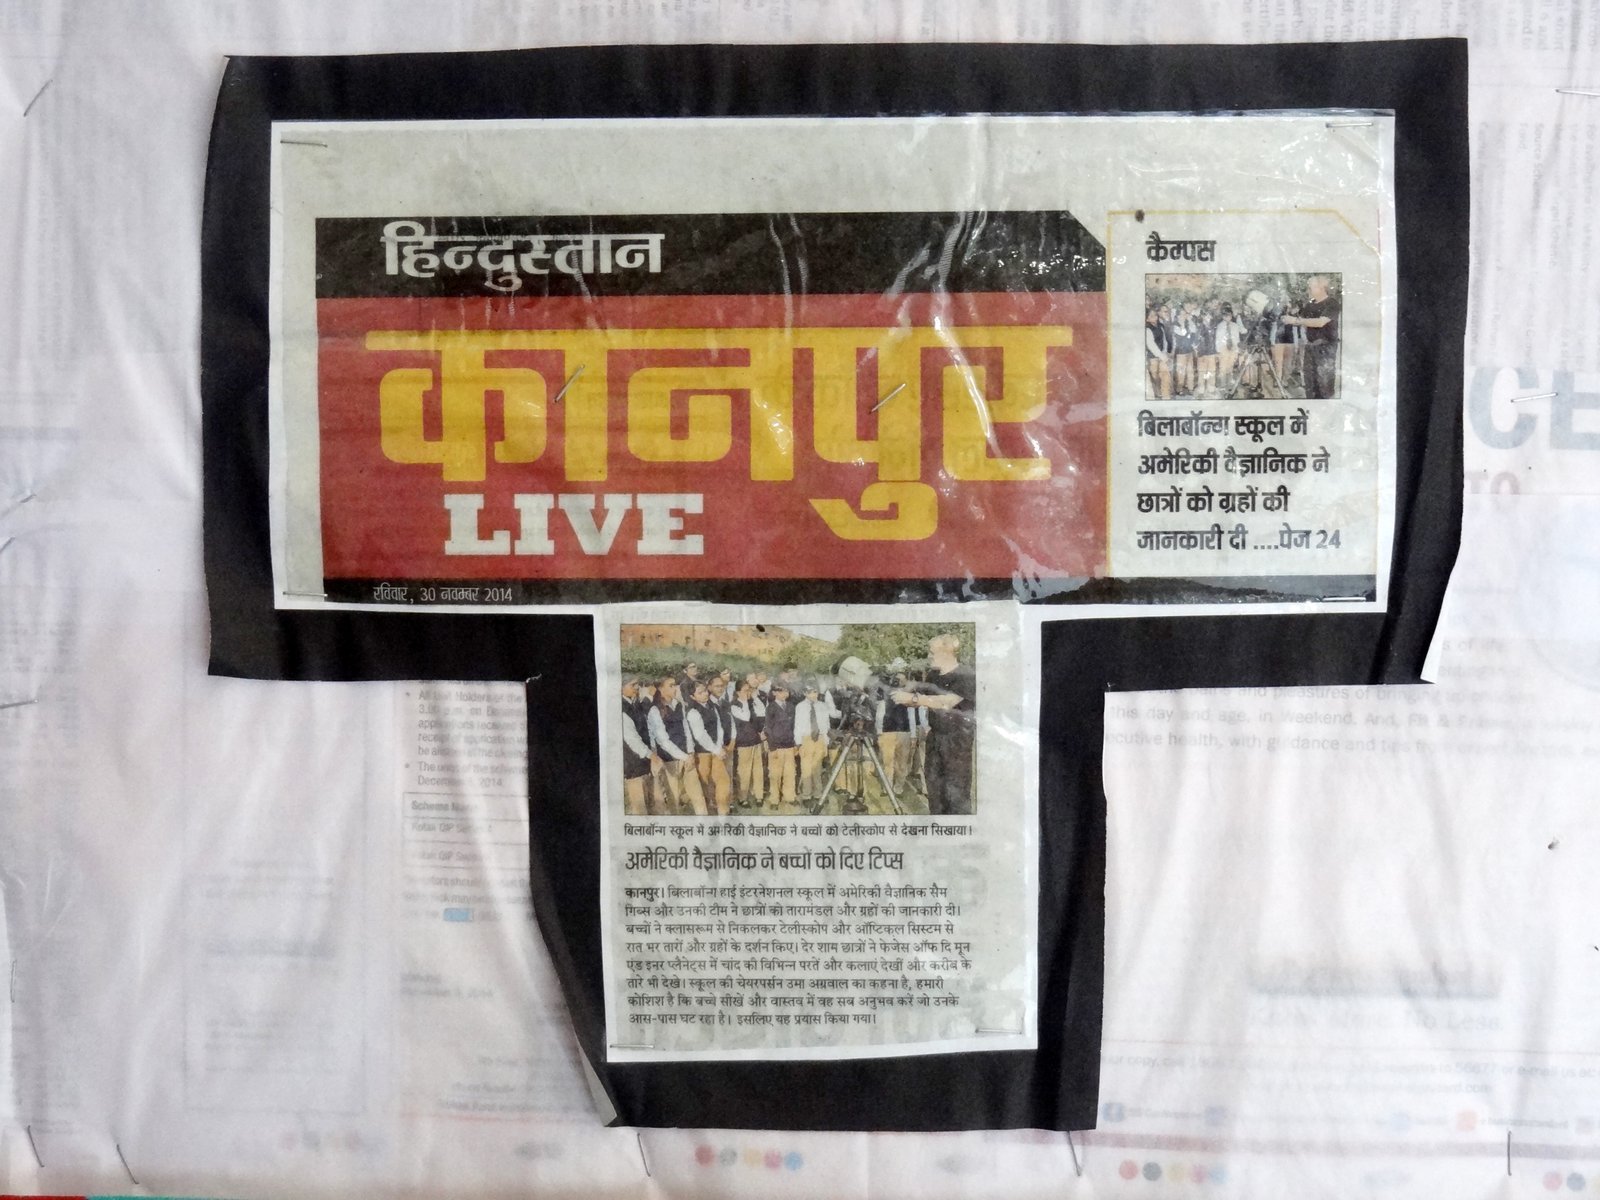 हिन्दुस्तान
कानपुर
LIVE
रविवार, 30 नवम्बर 2014
कैम्पस
बिलाबॉन्ग स्कूल में
अमेरिकी वैज्ञानिक ने
छात्रों को ग्रहों की
जानकारी दी ....पेज 24
बिलाबॉन्ग स्कूल में अमेरिकी वैज्ञानिक ने बच्चों को टेलीस्कोप से देखना सिखाया।
अमेरिकी वैज्ञानिक ने बच्चों को दिए टिप्स
कानपुर। बिलाबॉन्ग हाई इंटरनेशनल स्कूल में अमेरिकी वैज्ञानिक सैम
गिब्स और उनकी टीम ने छात्रों को तारामंडल और ग्रहों की जानकारी दी।
बच्चों ने क्लासरूम से निकलकर टेलीस्कोप और ऑप्टिकल सिस्टम से
रात भर तारों और ग्रहों के दर्शन किए। देर शाम छात्रों ने फेजेस ऑफ दि मून
एंड इनर प्लैनेट्स में चांद की विभिन्न परतें और कलाएं देखीं और करीब के
तारे भी देखे। स्कूल की चेयरपर्सन उमा अग्रवाल का कहना है, हमारी
कोशिश है कि बच्चे सीखें और वास्तव में वह सब अनुभव करें जो उनके
आस-पास घट रहा है। इसलिए यह प्रयास किया गया।